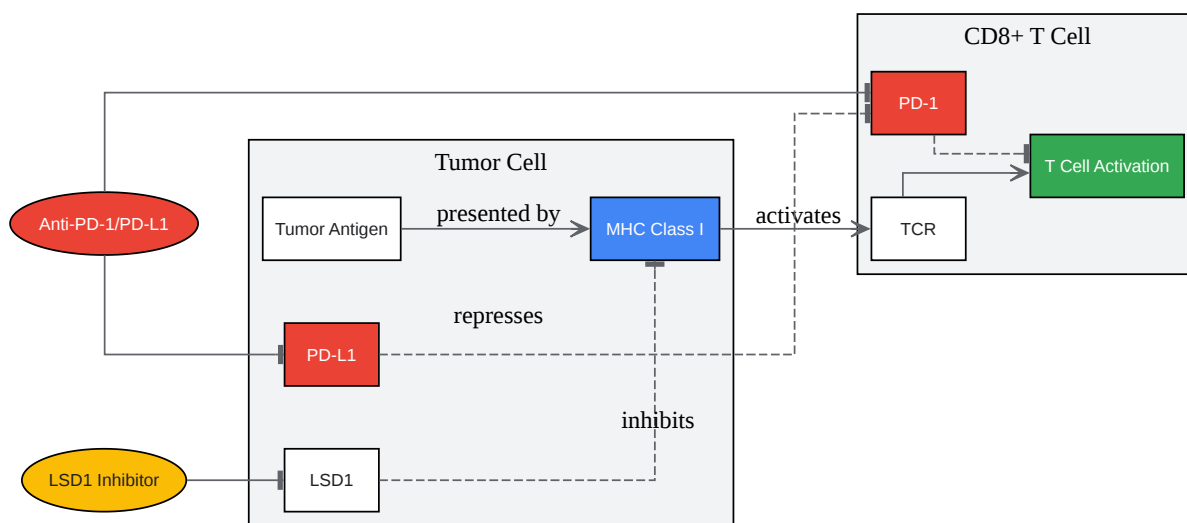 CD8+ T Cell
PD-1
T Cell Activation
TCR
Tumor Cell
Tumor Antigen
presented by
MHC Class I
activates
Anti-PD-1/PD-L1
represses
PD-L1
inhibits
LSD1 Inhibitor
LSD1